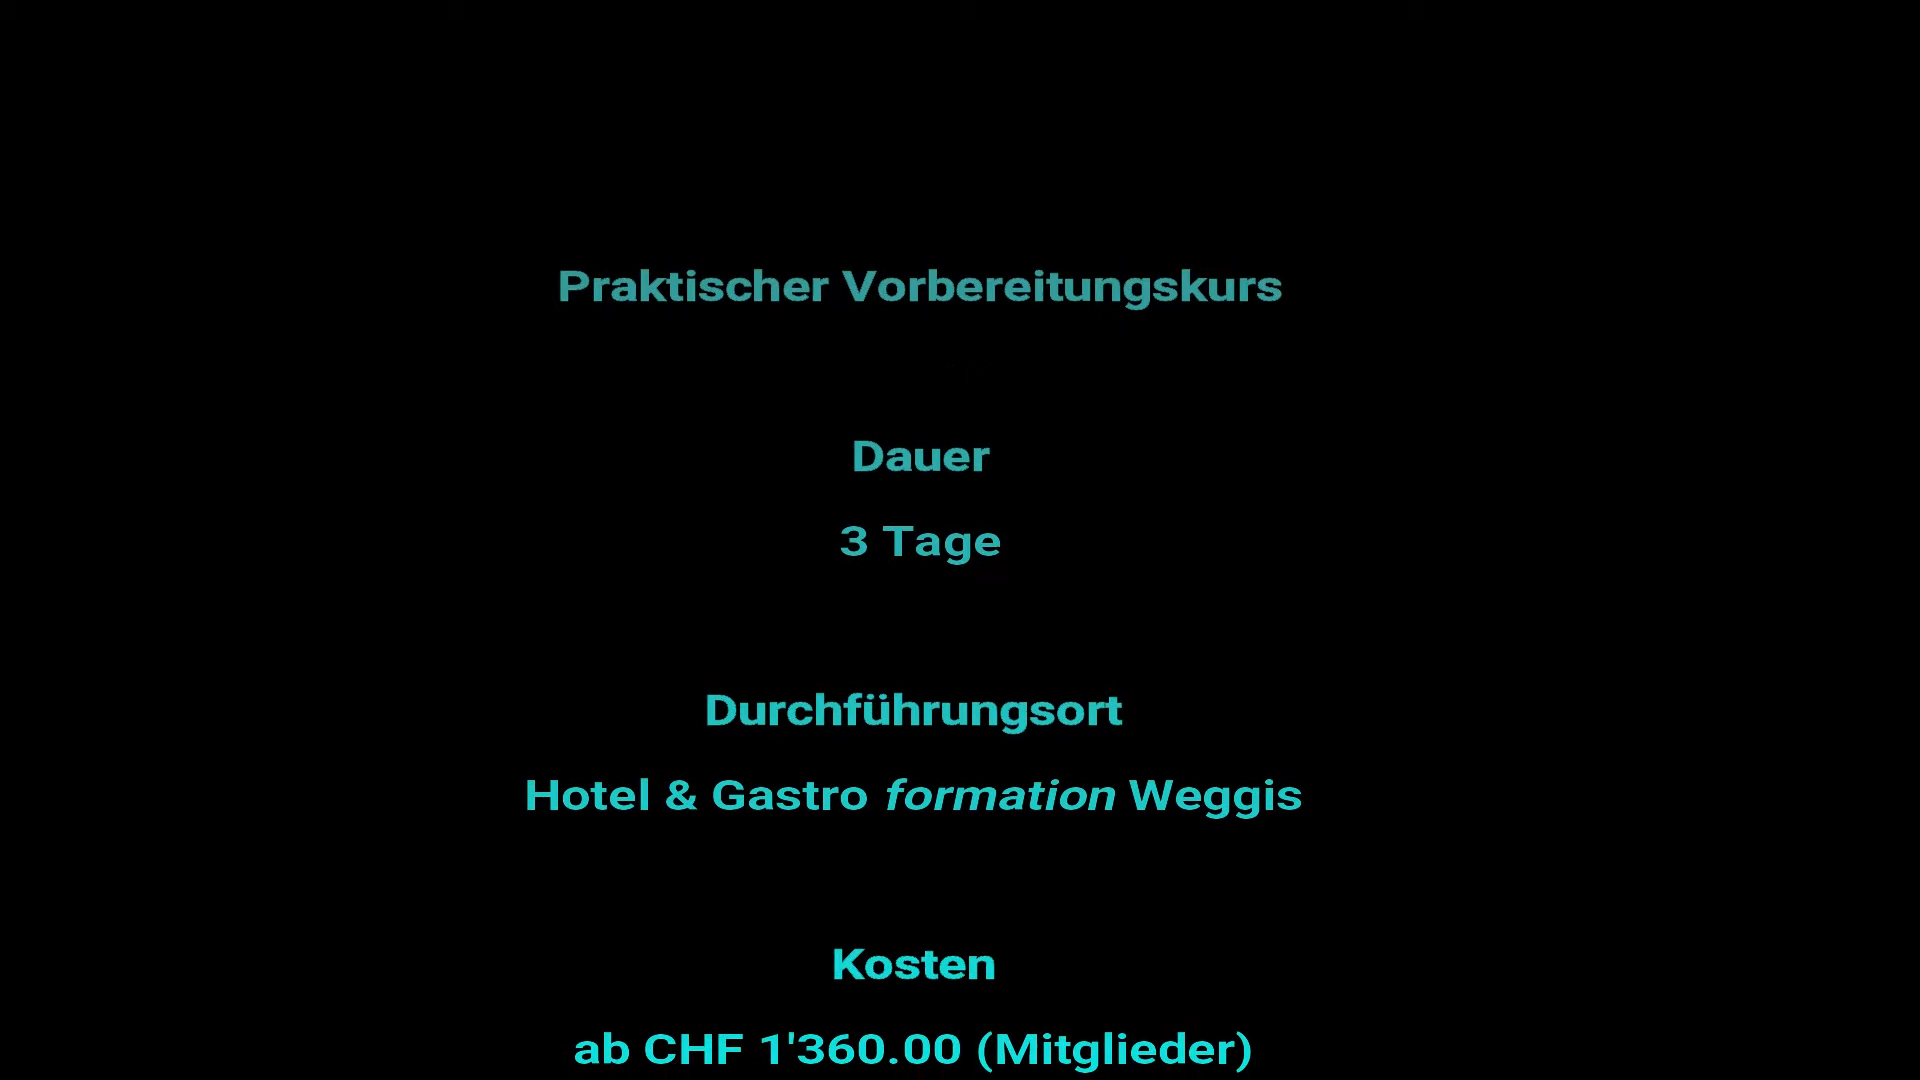 Praktischer Vorbereitungskurs
Dauer
3 Tage
Durchführungsort
Hotel & Gastro formation Weggis
Kosten
ab CHF 1'360.00 (Mitglieder)